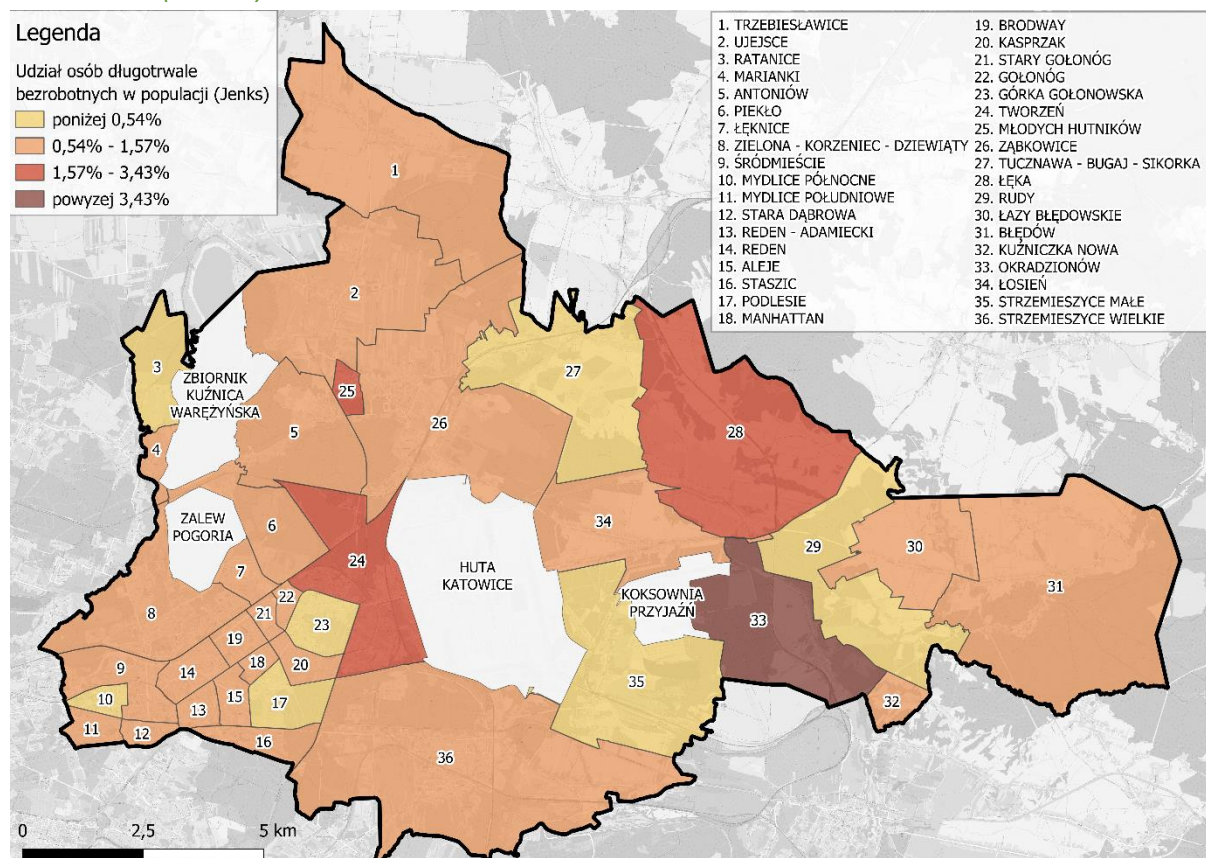 Legenda
Udział osób długotrwale
bezrobotnych w populacji (Jenks)
poniżej 0,54%
0,54% - 1,57%
1,57% - 3,43%
powyzej 3,43%
1. TRZEBIESŁAWICE
2. UJEJSCE
3. RATANICE
4. MARIANKI
5. ANTONIÓW
6. PIEKŁO
7. ŁĘKNICE
8. ZIELONA - KORZENIEC - DZIEWIĄTY
9. ŚRÓDMIEŚCIE
10. MYDLICE PÓŁNOCNE
11. MYDLICE POŁUDNIOWE
12. STARA DĄBROWA
13. REDEN - ADAMIECKI
14. REDEN
15. ALEJE
16. STASZIC
17. PODLESIE
18. MANHATTAN
19. BRODWAY
20. KASPRZAK
21. STARY GOŁONÓG
22. GOŁONÓG
23. GÓRKA GOŁONOWSKA
24. TWORZEŃ
25. MŁODYCH HUTNIKÓW
26. ZĄBKOWICE
27. TUCZNAWA - BUGAJ - SIKORKA
28. ŁĘKA
29. RUDY
30. ŁAZY BŁĘDOWSKIE
31. BŁĘDÓW
32. KUŹNICZKA NOWA
33. OKRADZIONÓW
34. ŁOSIEŃ
35. STRZEMIESZYCE MAŁE
36. STRZEMIESZYCE WIELKIE
1
2
3
ZBIORNIK
KUŹNICA
WARĘŻYŃSKA
25
27
5
26
28
4
ZALEW
POGORIA
6
34
24
29
30
7
HUTA
KATOWICE
KOKSOWNIA
PRZYJAŹŃ
31
8
22
21
23
33
19
9
18
20
14
35
10
15
17
32
13
11
12
16
36
0
2,5
5 km